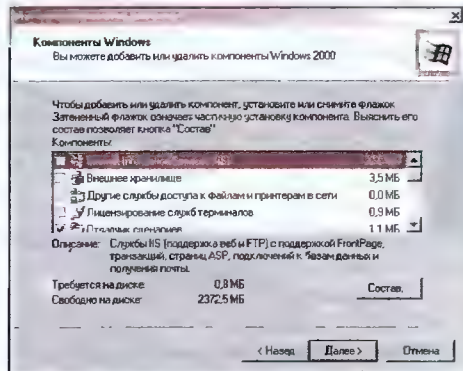 Компоненты Windows
Вы можете добавить или удалить компоненты Windows 2000
Чтобы добавить или удалить компонент, установите или снимите флажок.
Затененный флажок означает частичную установку компонента. Выяснить его
состав позволяет кнопка "Состав"
Компоненты:
Внешнее хранилище 3,5 МБ
Другие службы доступа к файлам и принтерам в сети 0,0 МБ
Лицензирование служб терминалов 0,9 МБ
Отладчик сценариев 1,1 МБ
Описание: Службы IIS (поддержка веб и FTP) с поддержкой FrontPage,
транзакций, страниц ASP, подключений к базам данных и
получения почты.
Требуется на диске: 0,8 МБ
Свободно на диске: 2372,5 МБ
Состав.
< Назад Далее > Отмена